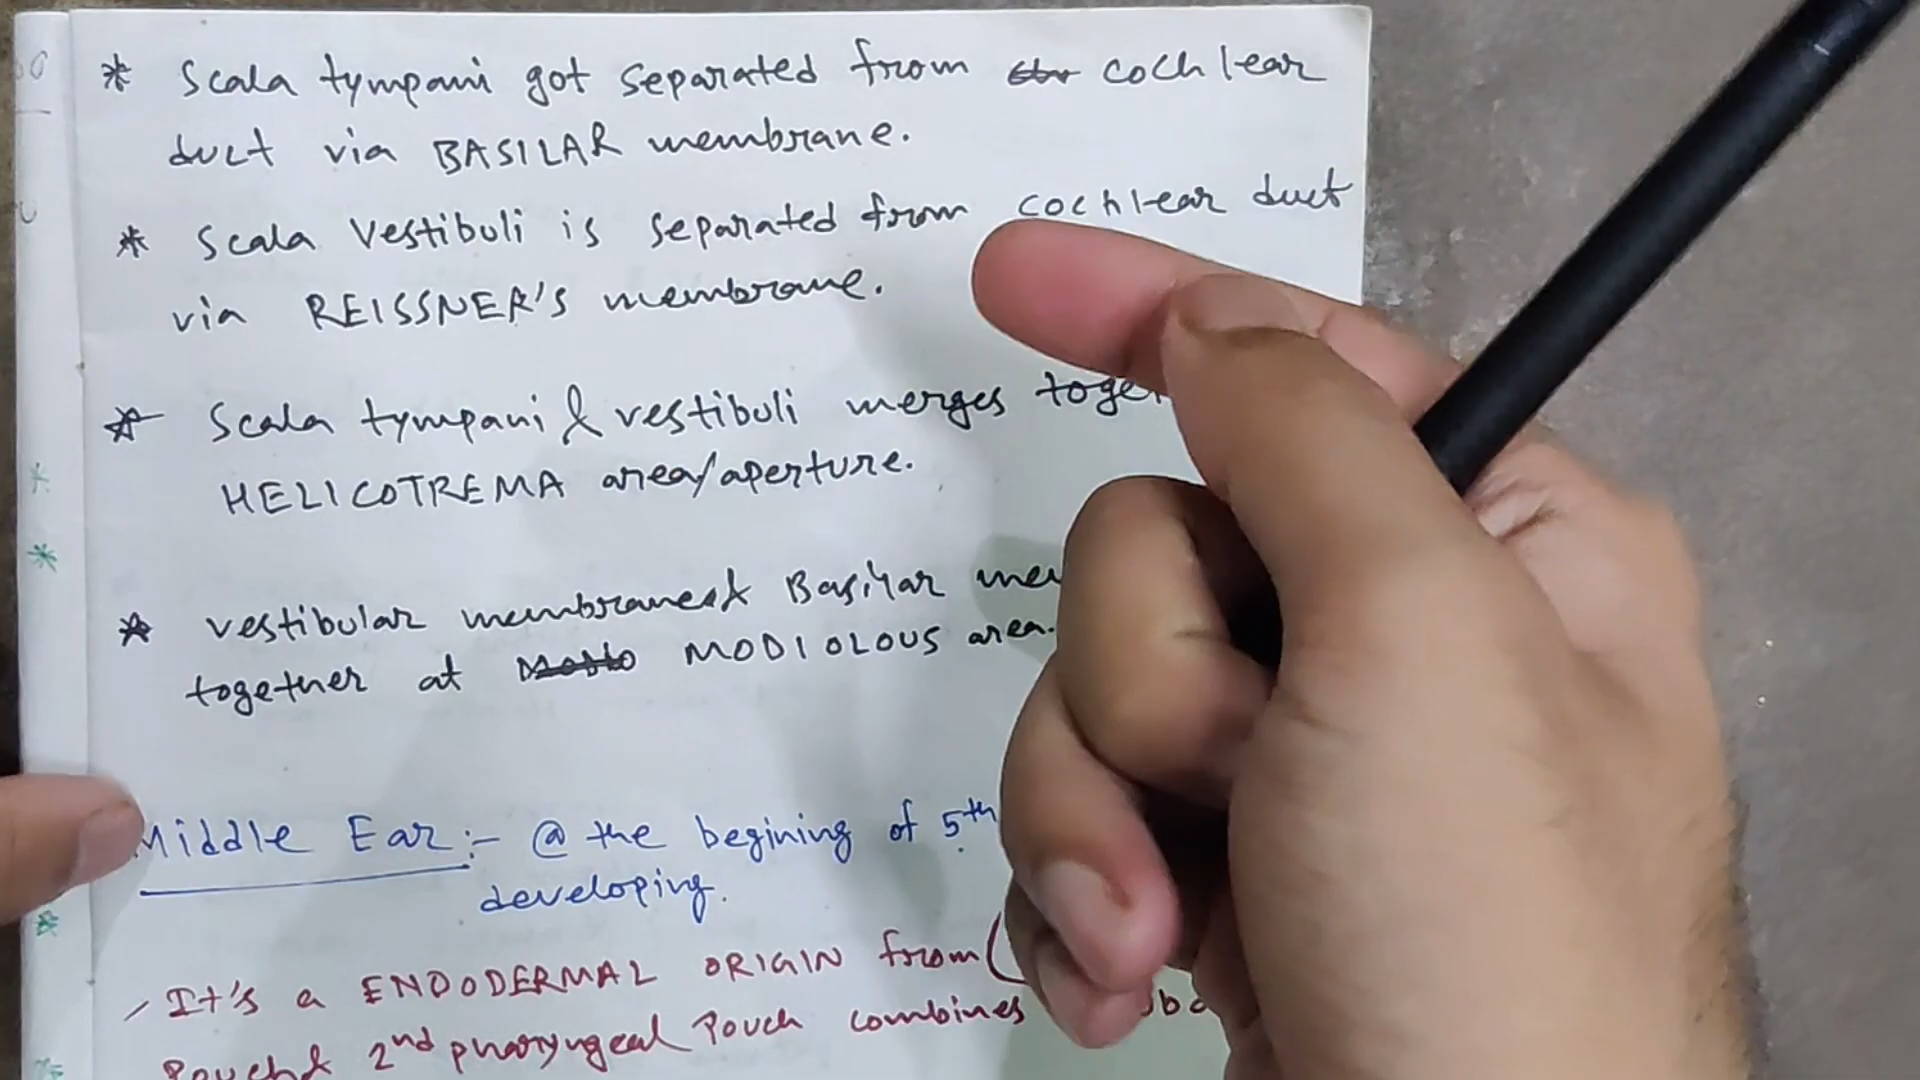 * Scala tympani got separated from cochlear
duct via BASILAR membrane.
* Scala vestibuli is separated from cochlear duct
via REISSNER'S membrane.
* Scala tympani & vestibuli merges
HELICOTREMA area/aperture.
* vestibular membrane & Basilar
together at MODIOLOUS area.
Middle Ear :- @ the begining of 5th
developing.
It's a ENDODERMAL ORIGIN from (
Pouch & 2nd pharyngeal Pouch combines